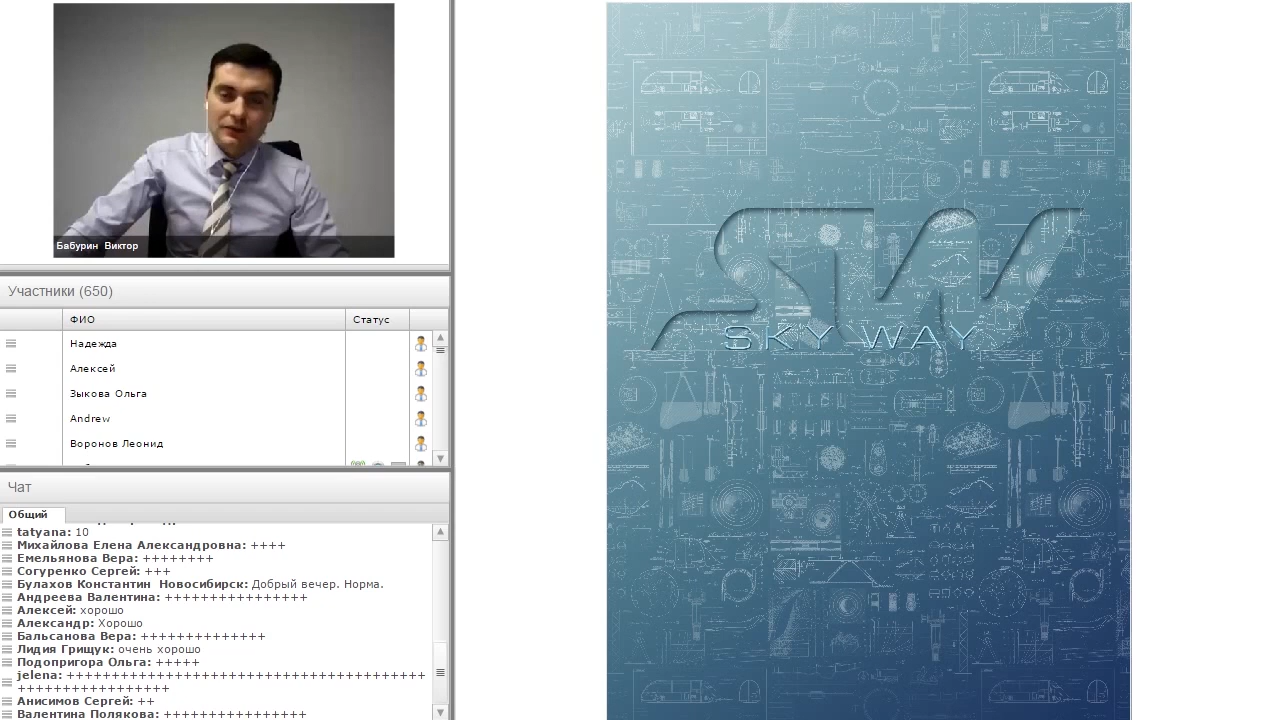 Бабурин Виктор
Участники (650)
ФИО Статус
Надежда
Алексей
Зыкова Ольга
Andrew
Воронов Леонид
Чат
Общий
tatyana: 10
Михайлова Елена Александровна: ++++
Емельянова Вера: ++++++++
Согуренко Сергей: +++
Булахов Константин Новосибирск: Добрый вечер. Норма.
Андреева Валентина: ++++++++++++++++
Алексей: хорошо
Александр: Хорошо
Бальсанова Вера: ++++++++++++++
Лидия Грищук: очень хорошо
Подопригора Ольга: +++++
jelena: ++++++++++++++++++++++++++++++++++++++++
+++++++++++++++++
Анисимов Сергей: ++
Валентина Полякова: ++++++++++++++++
SW
SKY WAY